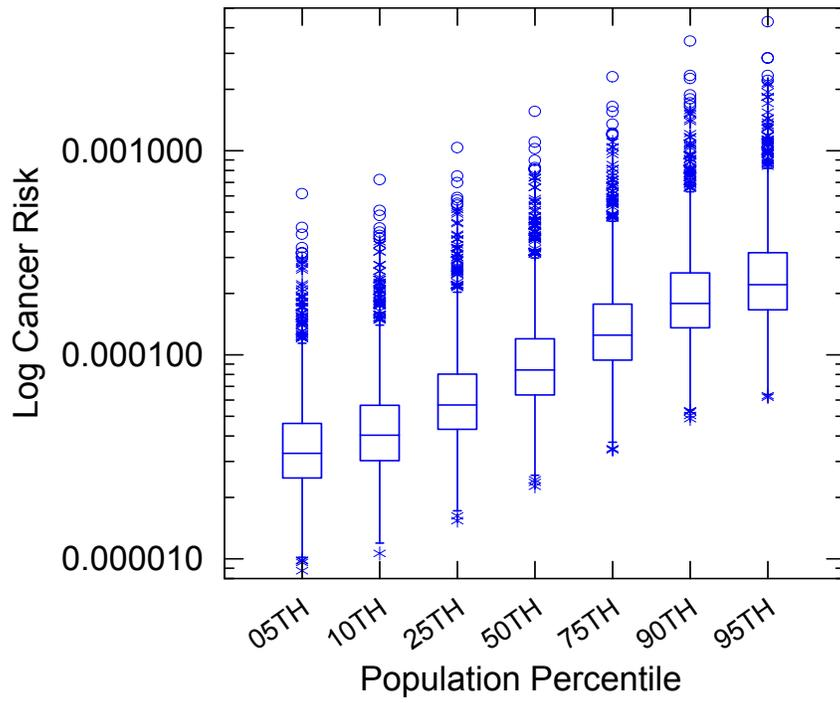 Log Cancer Risk
0.001000
0.000100
0.000010
05TH
10TH
25TH
50TH
75TH
90TH
95TH
Population Percentile